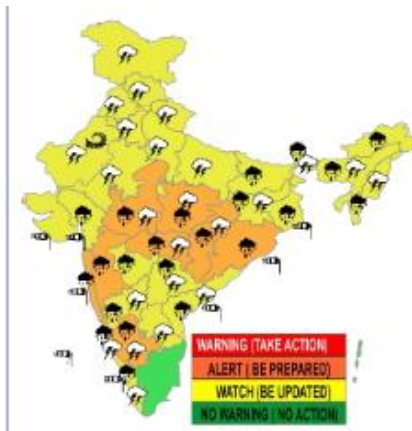 WARNING (TAKE ACTION)
ALERT ( BE PREPARED)
WATCH (BE UPDATED)
NO WARNING ( NO ACTION)